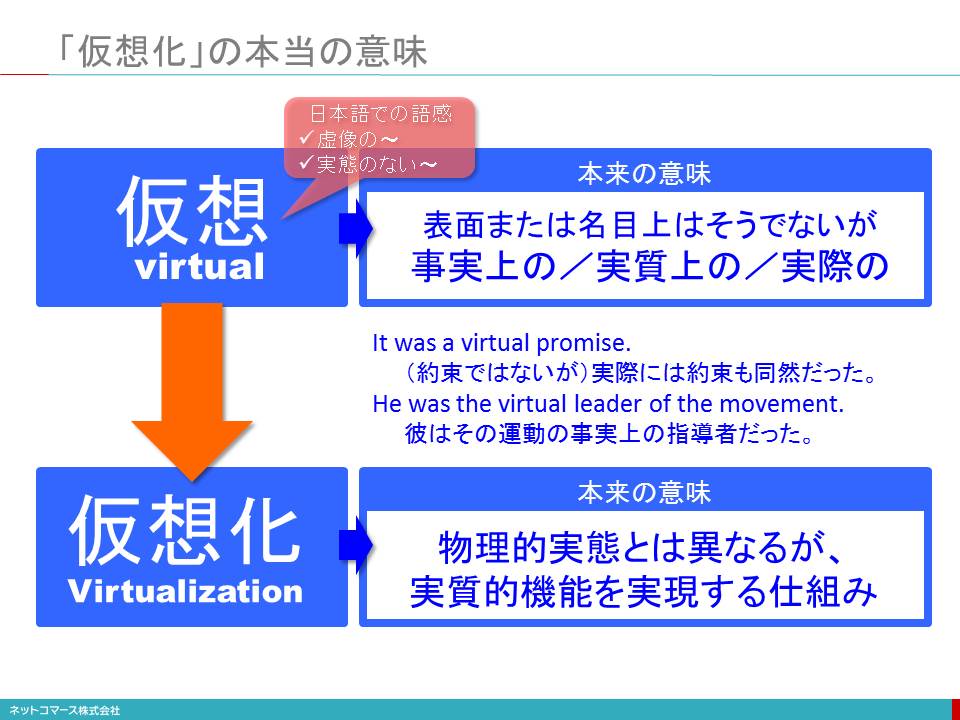 「仮想化」の本当の意味
日本語での語感
✓虚像の～
✓実態のない～
仮想
virtual
本来の意味
表面または名目上はそうでないが
事実上の／実質上の／実際の
It was a virtual promise.
（約束ではないが）実際には約束も同然だった。
He was the virtual leader of the movement.
彼はその運動の事実上の指導者だった。
仮想化
Virtualization
本来の意味
物理的実態とは異なるが、
実質的機能を実現する仕組み
ネットコマース株式会社